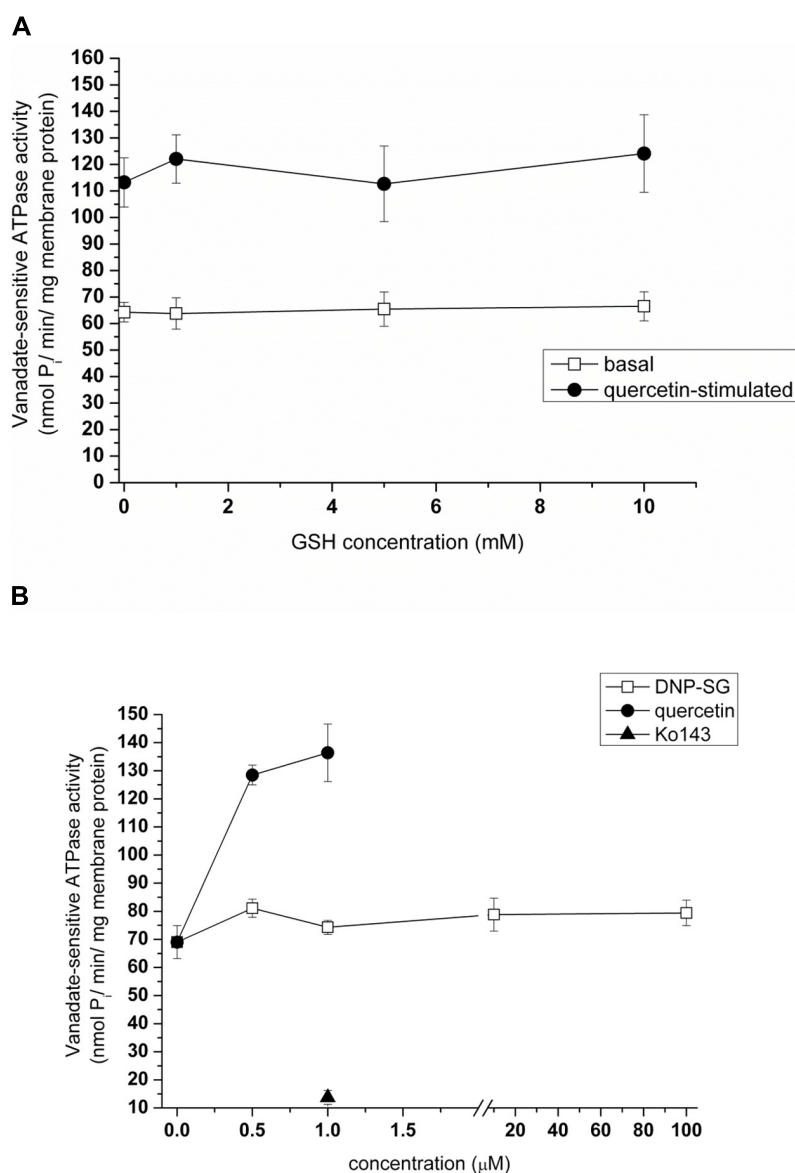 A
Vanadate-sensitive ATPase activity
(nmol Pi/ min/ mg membrane protein)
160
150
140
130
120
110
100
90
80
70
60
50
40
30
20
10
0
basal
quercetin-stimulated
0 2 4 6 8 10
GSH concentration (mM)
B
DNP-SG
quercetin
Ko143
Vanadate-sensitive ATPase activity
(nmol Pi/ min/ mg membrane protein)
150
140
130
120
110
100
90
80
70
60
50
40
30
20
10
0.0 0.5 1.0 1.5 20 40 60 80 100
concentration (μM)